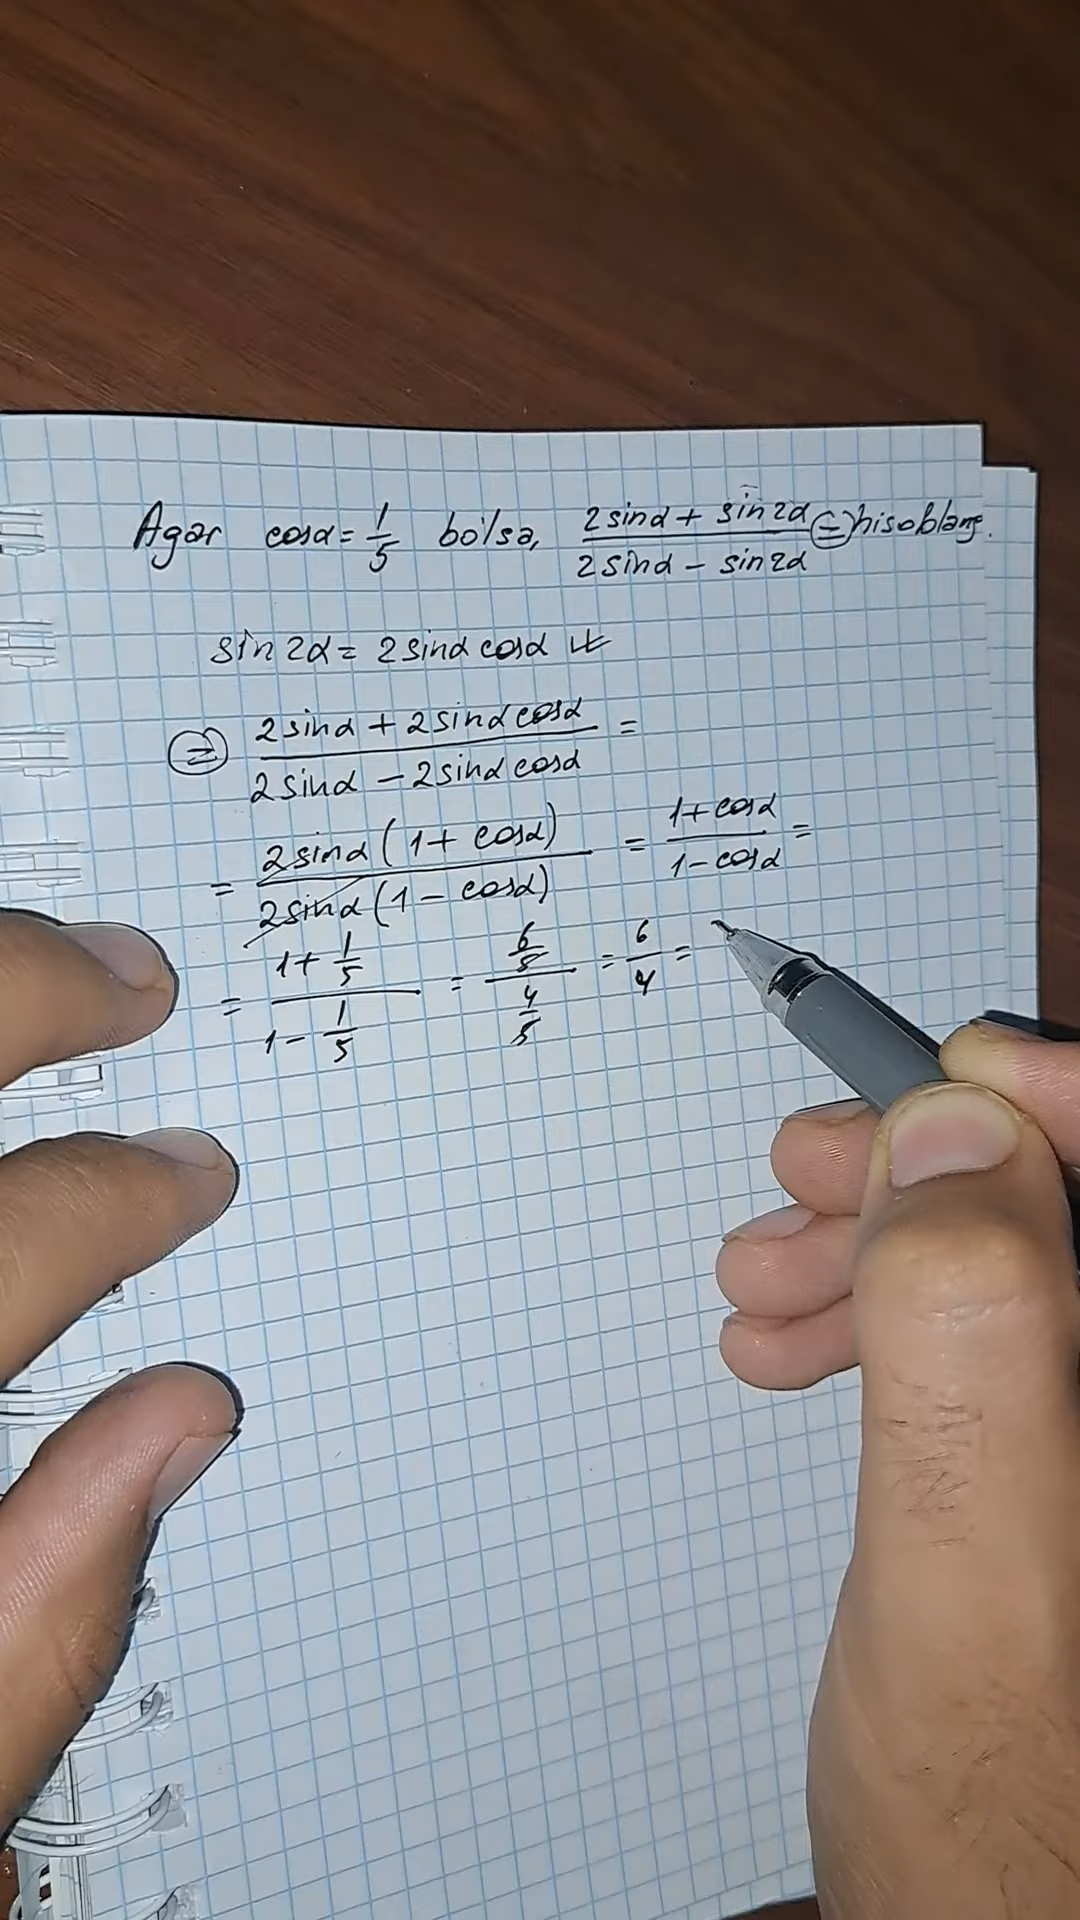 Agar cosα = 1/5 bo'lsa, (2sinα + sin2α)/(2sinα - sin2α) = hisoblang.
sin2α = 2sinα cosα
= (2sinα + 2sinα cosα)/(2sinα - 2sinα cosα) =
= (2sinα(1 + cosα))/(2sinα(1 - cosα)) = (1 + cosα)/(1 - cosα) =
= (1 + 1/5)/(1 - 1/5) = (6/5)/(4/5) = 6/4 =